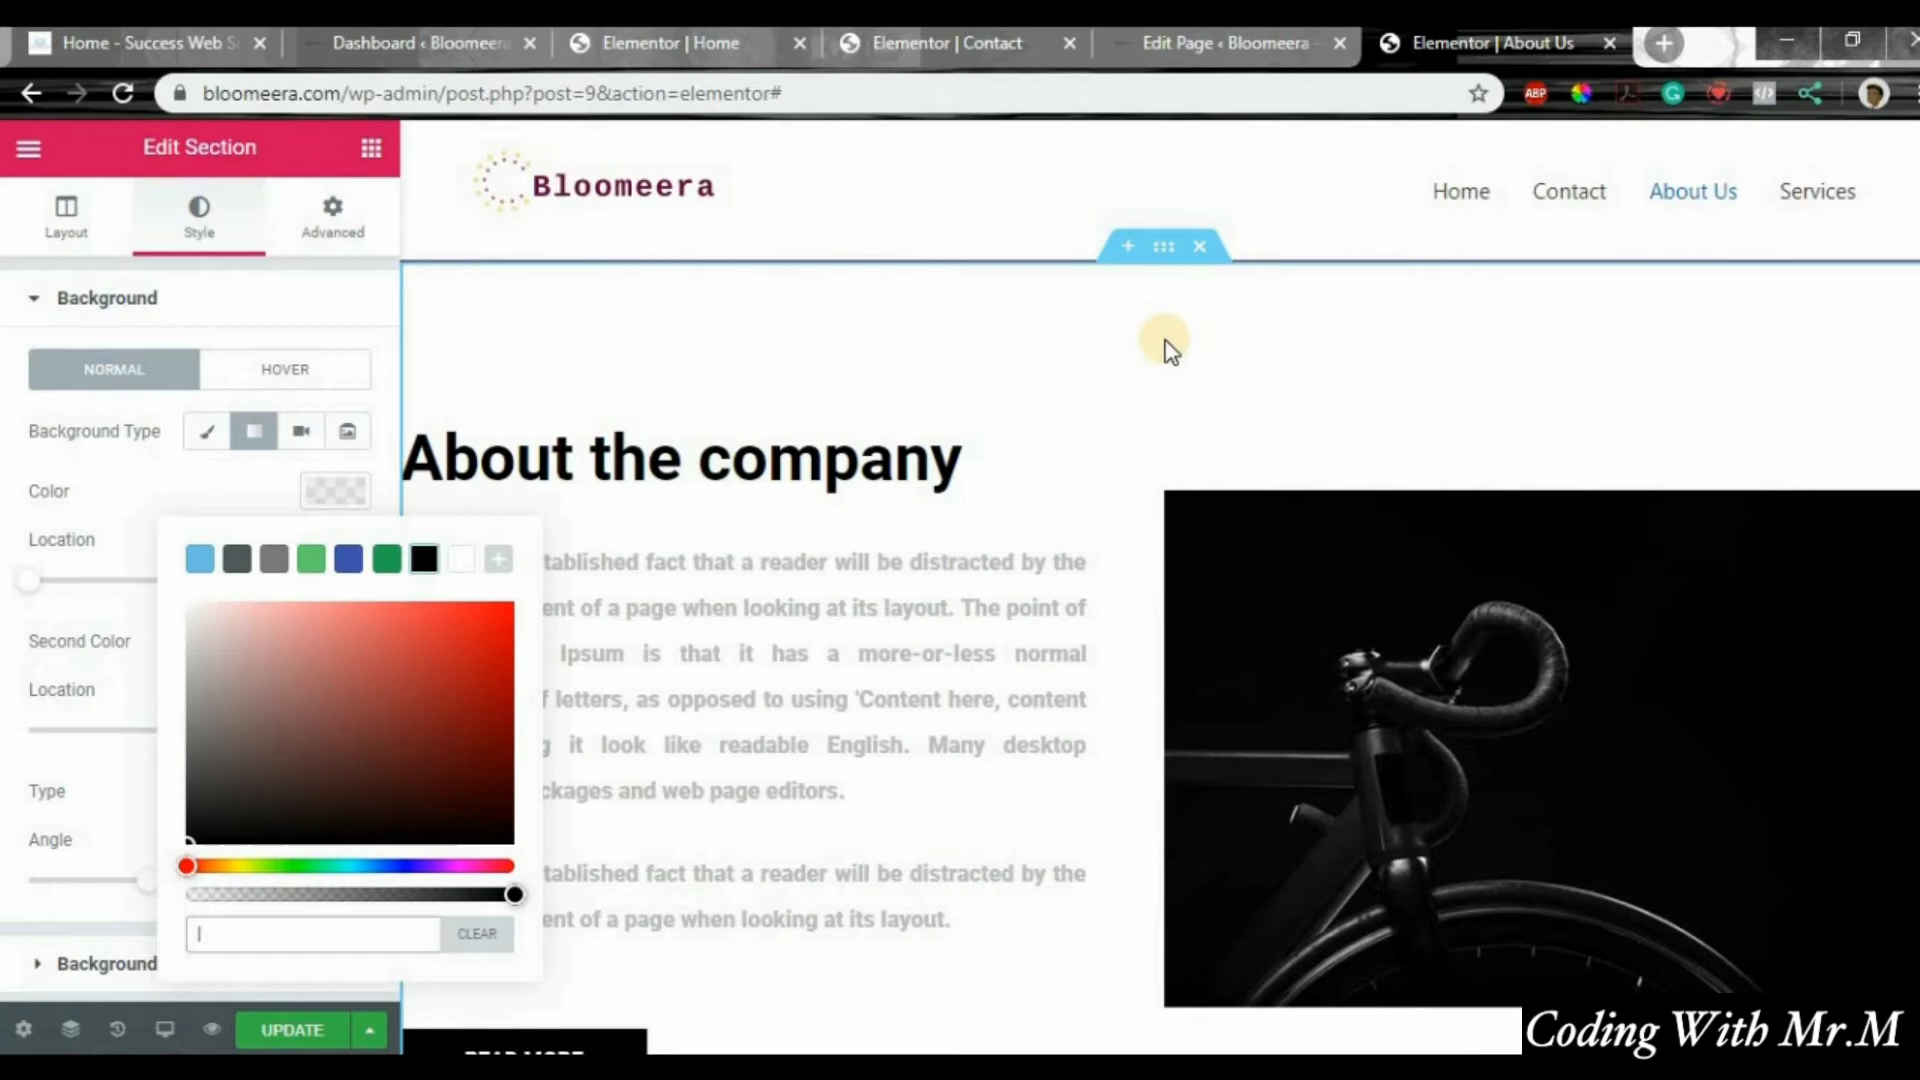 Home - Success Web S
Dashboard ‹ Bloomeera
Elementor | Home
Elementor | Contact
Edit Page ‹ Bloomeera
Elementor | About Us
bloomeera.com/wp-admin/post.php?post=9&action=elementor#
ABP
Edit Section
Layout
Style
Advanced
Bloomeera
Home
Contact
About Us
Services
Background
NORMAL
HOVER
Background Type
Color
Location
Second Color
Location
Type
Angle
CLEAR
Background
UPDATE
About the company
tablished fact that a reader will be distracted by the
ent of a page when looking at its layout. The point of
Ipsum is that it has a more-or-less normal
f letters, as opposed to using 'Content here, content
g it look like readable English. Many desktop
ckages and web page editors.
tablished fact that a reader will be distracted by the
ent of a page when looking at its layout.
READ MORE
Coding With Mr.M